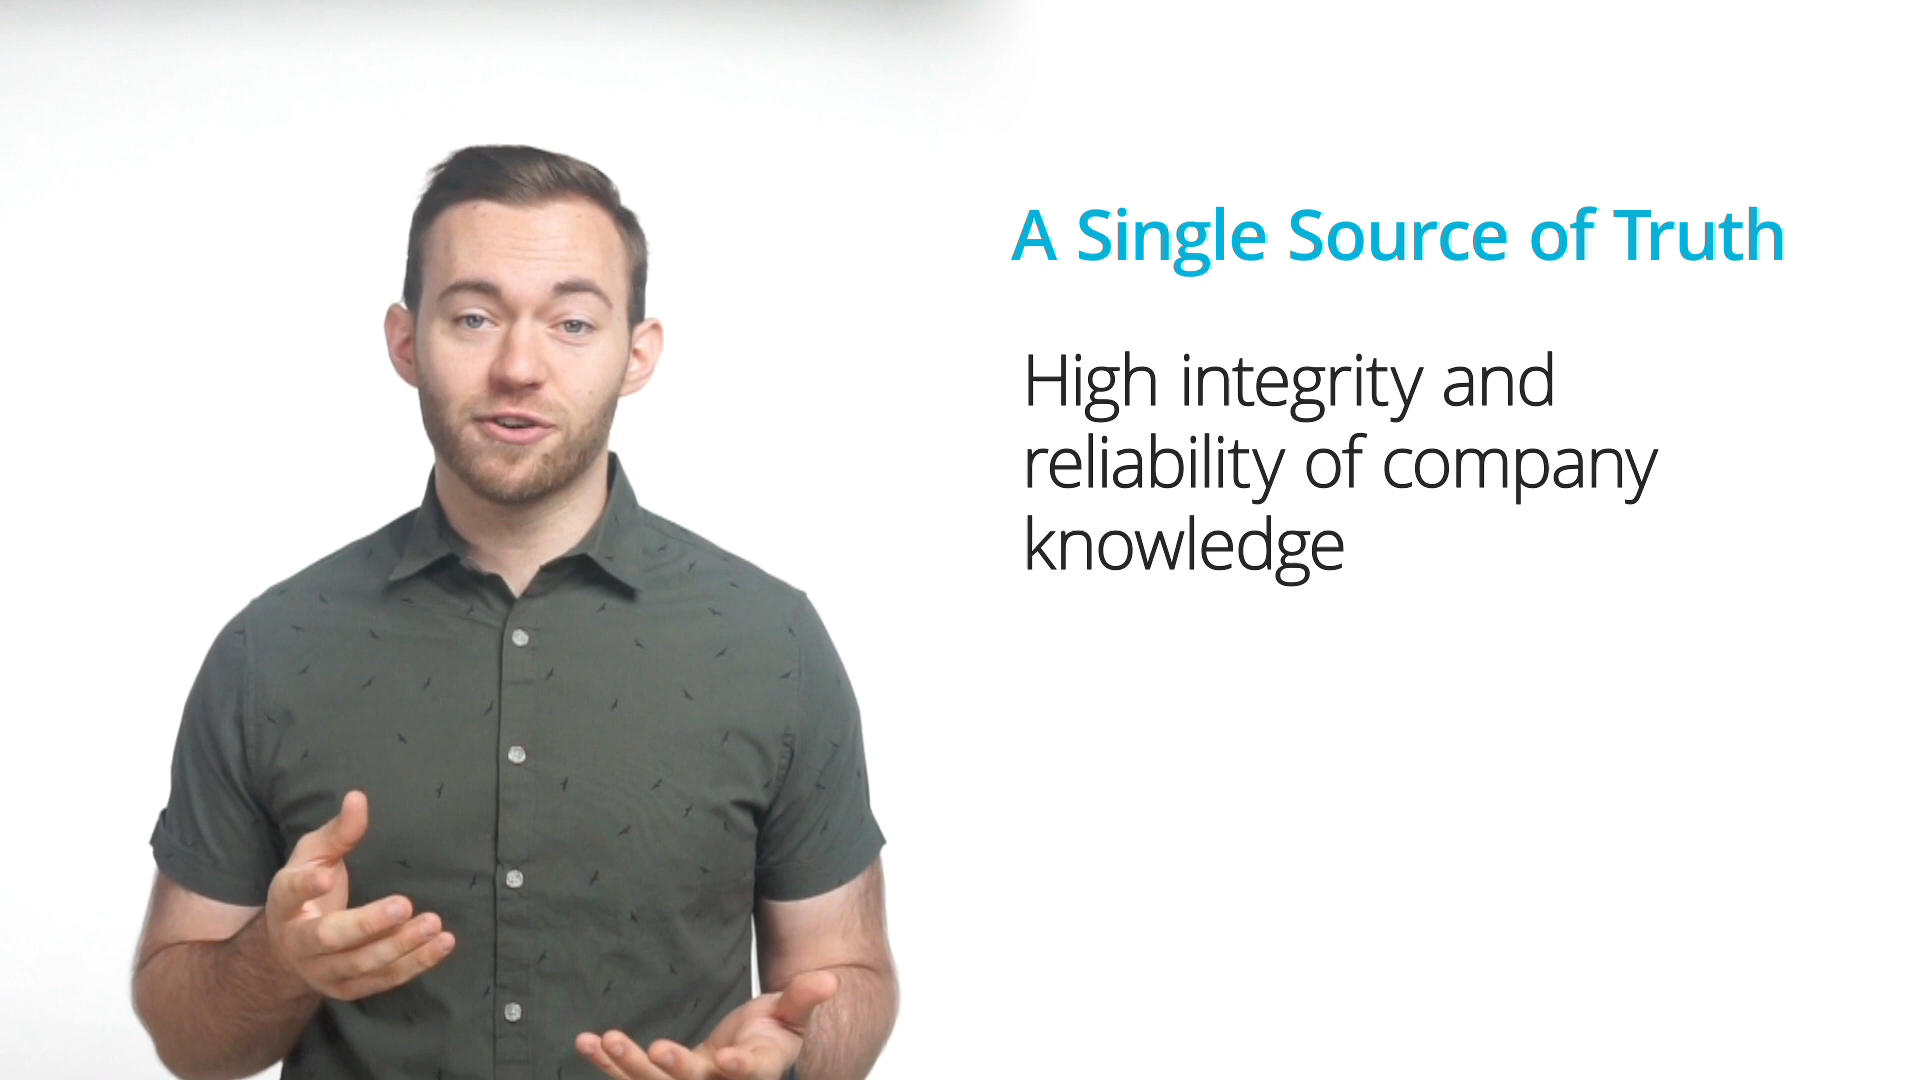 A Single Source of Truth
High integrity and
reliability of company
knowledge